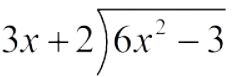 3x + 2)6x² − 3